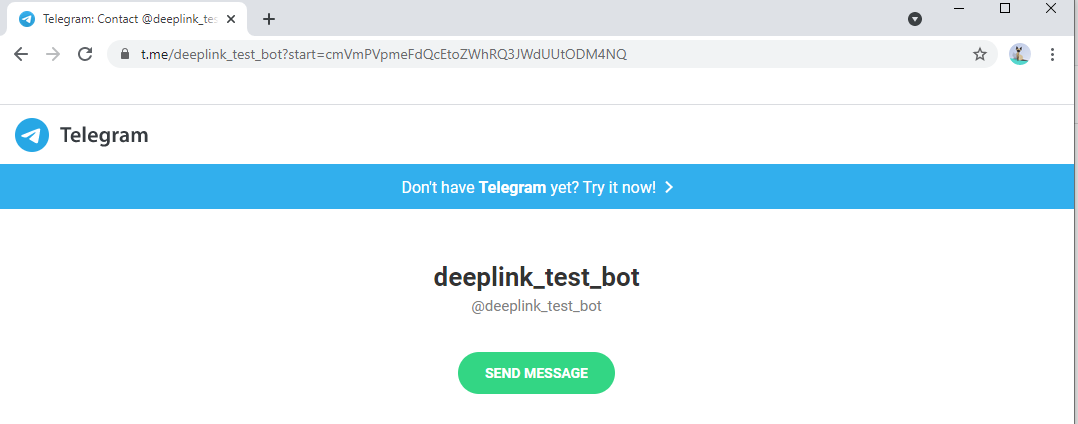 Telegram: Contact @deeplink_tes
t.me/deeplink_test_bot?start=cmVmPVpmeFdQcEtoZWhRQ3JWdUUtODM4NQ
Telegram
Don't have Telegram yet? Try it now!
deeplink_test_bot
@deeplink_test_bot
SEND MESSAGE